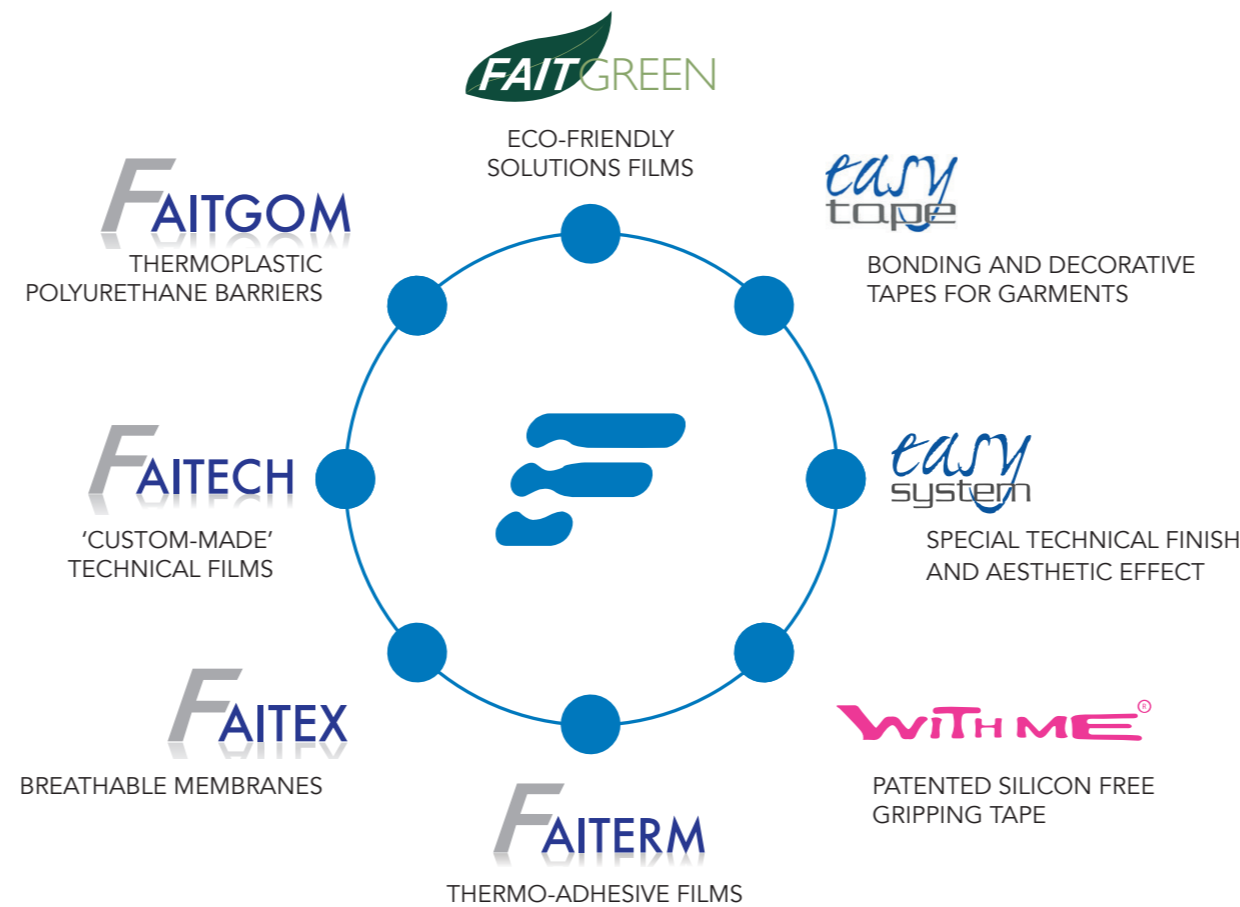 FAITGREEN
ECO-FRIENDLY
SOLUTIONS FILMS
easy
tape
BONDING AND DECORATIVE
TAPES FOR GARMENTS
easy
system
SPECIAL TECHNICAL FINISH
AND AESTHETIC EFFECT
WiTH ME®
PATENTED SILICON FREE
GRIPPING TAPE
FAITERM
THERMO-ADHESIVE FILMS
FAITEX
BREATHABLE MEMBRANES
FAITECH
‘CUSTOM-MADE’
TECHNICAL FILMS
FAITGOM
THERMOPLASTIC
POLYURETHANE BARRIERS